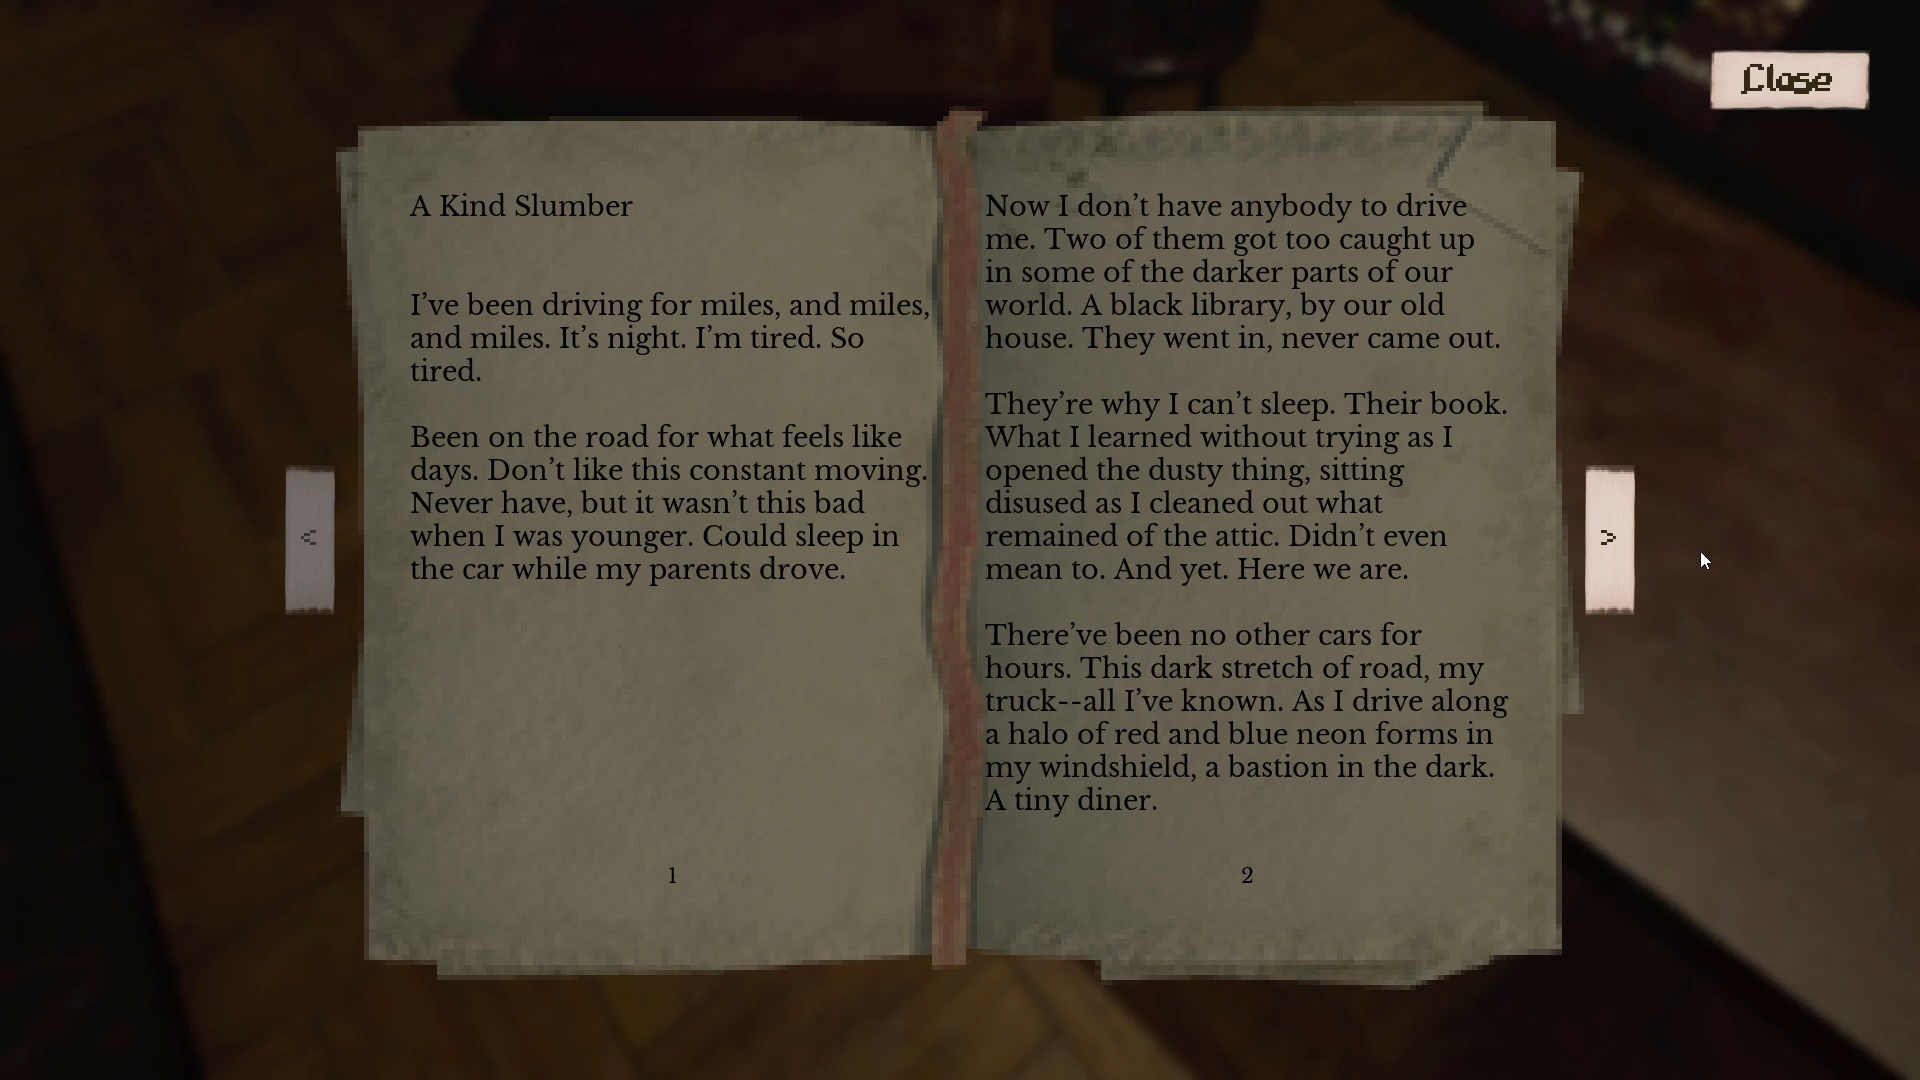 Close
A Kind Slumber
I’ve been driving for miles, and miles,
and miles. It’s night. I’m tired. So
tired.
Been on the road for what feels like
days. Don’t like this constant moving.
Never have, but it wasn’t this bad
when I was younger. Could sleep in
the car while my parents drove.
1
Now I don’t have anybody to drive
me. Two of them got too caught up
in some of the darker parts of our
world. A black library, by our old
house. They went in, never came out.
They’re why I can’t sleep. Their book.
What I learned without trying as I
opened the dusty thing, sitting
disused as I cleaned out what
remained of the attic. Didn’t even
mean to. And yet. Here we are.
There’ve been no other cars for
hours. This dark stretch of road, my
truck--all I’ve known. As I drive along
a halo of red and blue neon forms in
my windshield, a bastion in the dark.
A tiny diner.
2
<
>